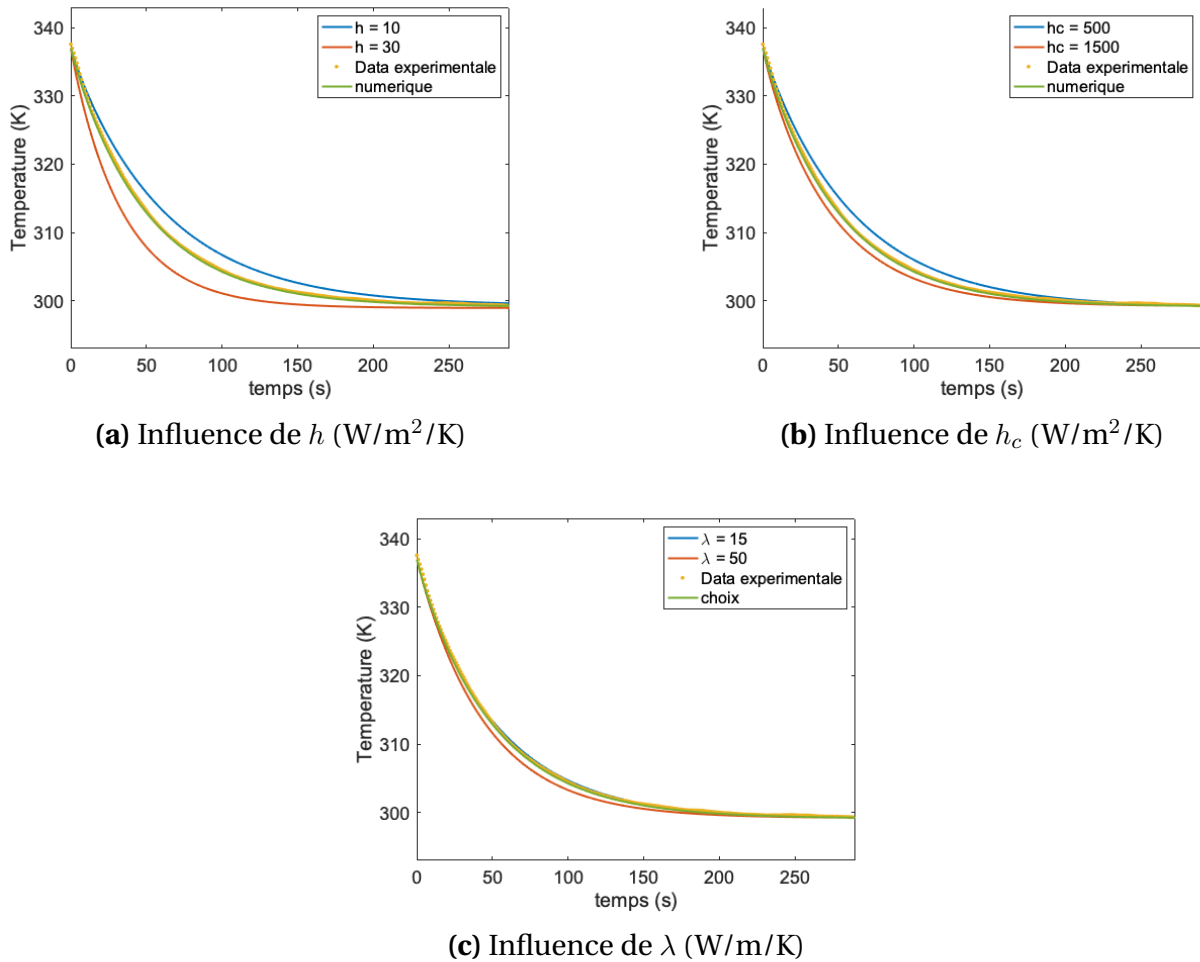 h = 10
h = 30
Data experimentale
numerique
340
330
320
310
300
Temperature (K)
0 50 100 150 200 250
temps (s)
(a) Influence de h (W/m²/K)
hc = 500
hc = 1500
Data experimentale
numerique
340
330
320
310
300
Temperature (K)
0 50 100 150 200 250
temps (s)
(b) Influence de h_c (W/m²/K)
λ = 15
λ = 50
Data experimentale
choix
340
330
320
310
300
Temperature (K)
0 50 100 150 200 250
temps (s)
(c) Influence de λ (W/m/K)